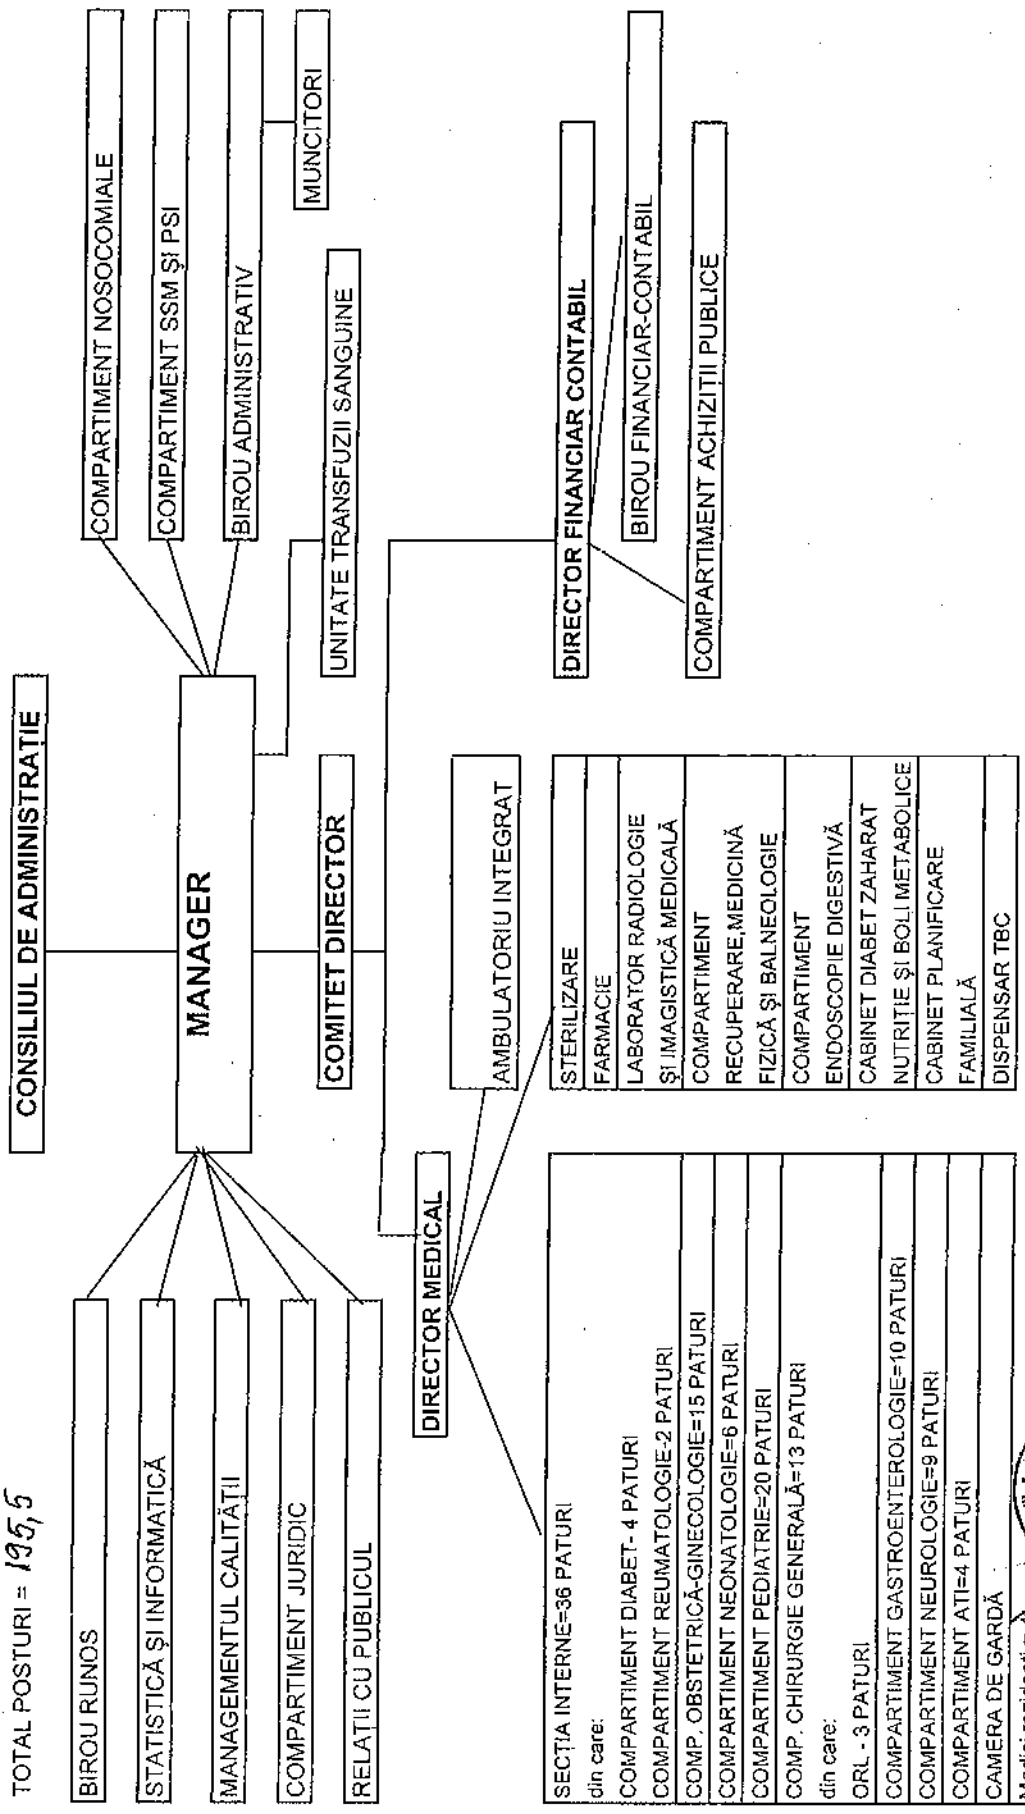 TOTAL POSTURI = 195,5
CONSILIUL DE ADMINISTRAȚIE
BIROU RUNOS
STATISTICĂ ȘI INFORMATICĂ
MANAGEMENTUL CALITĂȚII
COMPARTIMENT JURIDIC
RELAȚII CU PUBLICUL
MANAGER
COMPARTIMENT NOSOCOMIALE
COMPARTIMENT SSM ȘI PSI
BIROU ADMINISTRATIV
MUNCITORI
UNITATE TRANSFUZII SANGUINE
COMITET DIRECTOR
DIRECTOR MEDICAL
AMBULATORIU INTEGRAT
DIRECTOR FINANCIAR CONTABIL
BIROU FINANCIAR-CONTABIL
COMPARTIMENT ACHIZIȚII PUBLICE
SECȚIA INTERNE=36 PATURI
din care:
COMPARTIMENT DIABET- 4 PATURI
COMPARTIMENT REUMATOLOGIE-2 PATURI
COMP. OBSTETRICĂ-GINECOLOGIE=15 PATURI
COMPARTIMENT NEONATOLOGIE=6 PATURI
COMPARTIMENT PEDIATRIE=20 PATURI
COMP. CHIRURGIE GENERALĂ=13 PATURI
din care:
ORL - 3 PATURI
COMPARTIMENT GASTROENTEROLOGIE=10 PATURI
COMPARTIMENT NEUROLOGIE=9 PATURI
COMPARTIMENT ATI=4 PATURI
CAMERA DE GARDĂ
STERILIZARE
FARMACIE
LABORATOR RADIOLOGIE
ȘI IMAGISTICĂ MEDICALĂ
COMPARTIMENT
RECUPERARE,MEDICINĂ
FIZICĂ ȘI BALNEOLOGIE
COMPARTIMENT
ENDOSCOPIE DIGESTIVĂ
CABINET DIABET ZAHARAT
NUTRIȚIE ȘI BOLI METABOLICE
CABINET PLANIFICARE
FAMILIALĂ
DISPENSAR TBC